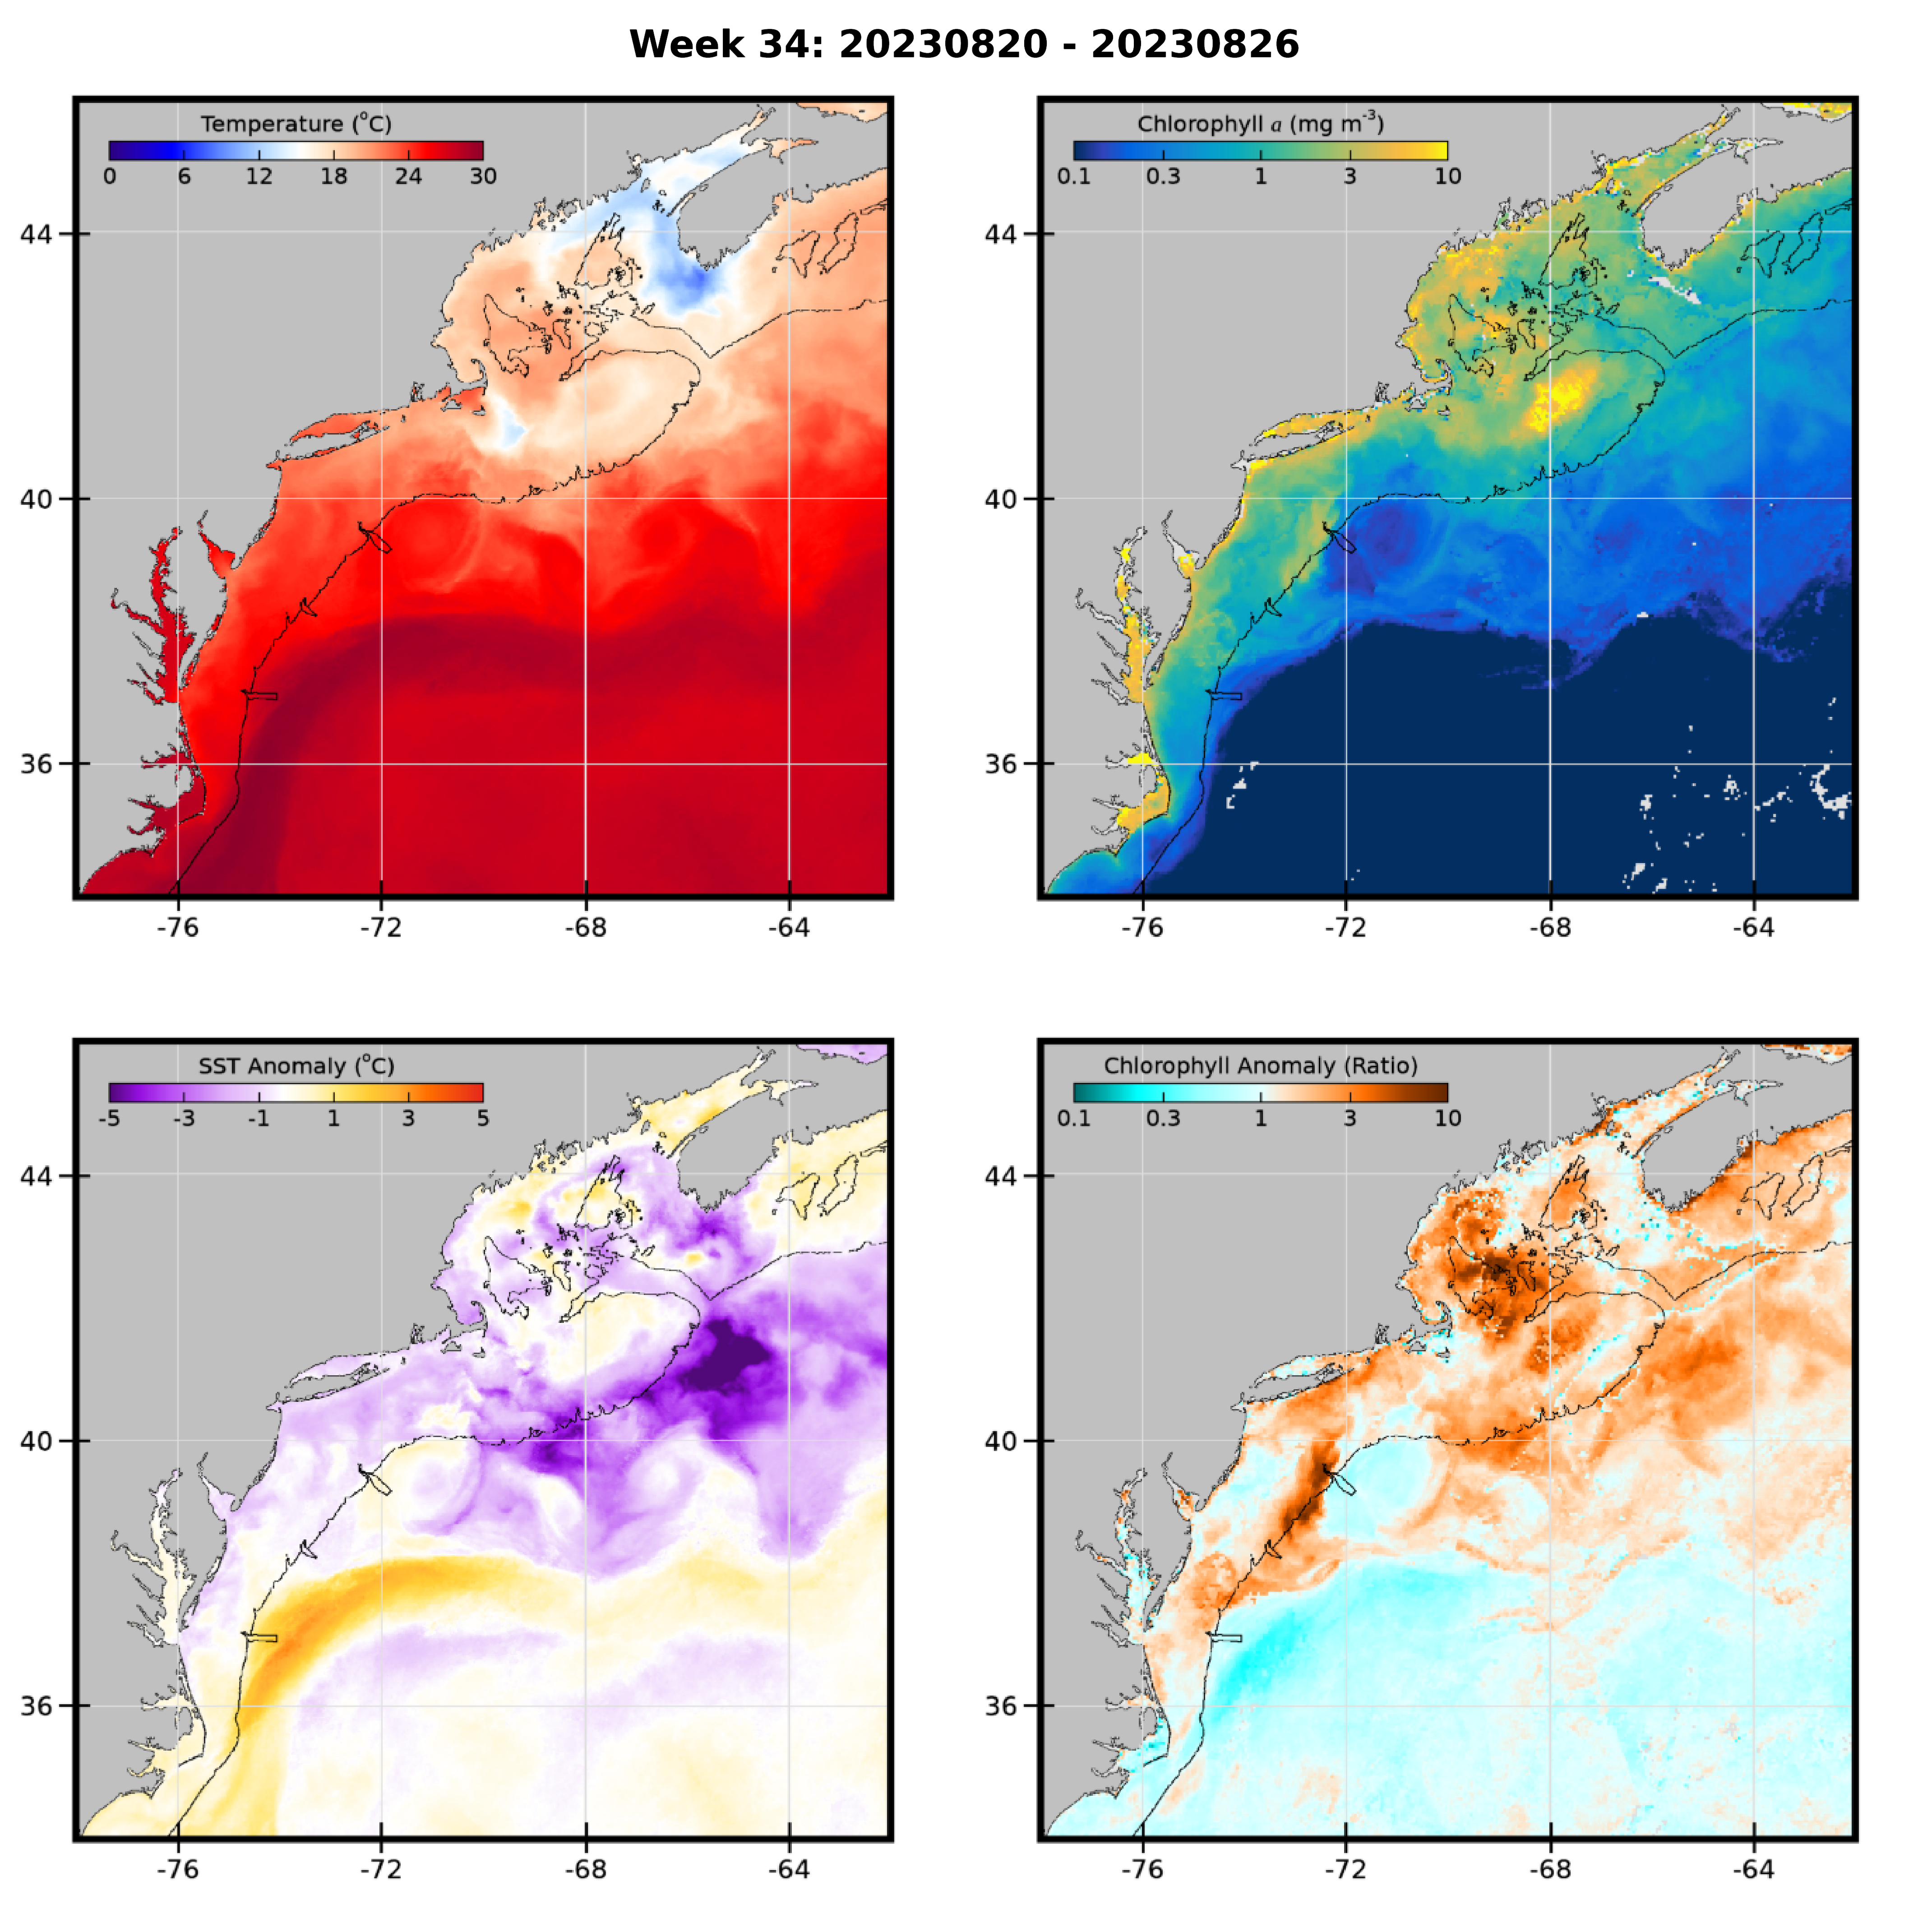 Week 34: 20230820 - 20230826
Temperature (°C)
0 6 12 18 24 30
44
40
36
-76 -72 -68 -64
Chlorophyll a (mg m⁻³)
0.1 0.3 1 3 10
44
40
36
-76 -72 -68 -64
SST Anomaly (°C)
-5 -3 -1 1 3 5
44
40
36
-76 -72 -68 -64
Chlorophyll Anomaly (Ratio)
0.1 0.3 1 3 10
44
40
36
-76 -72 -68 -64